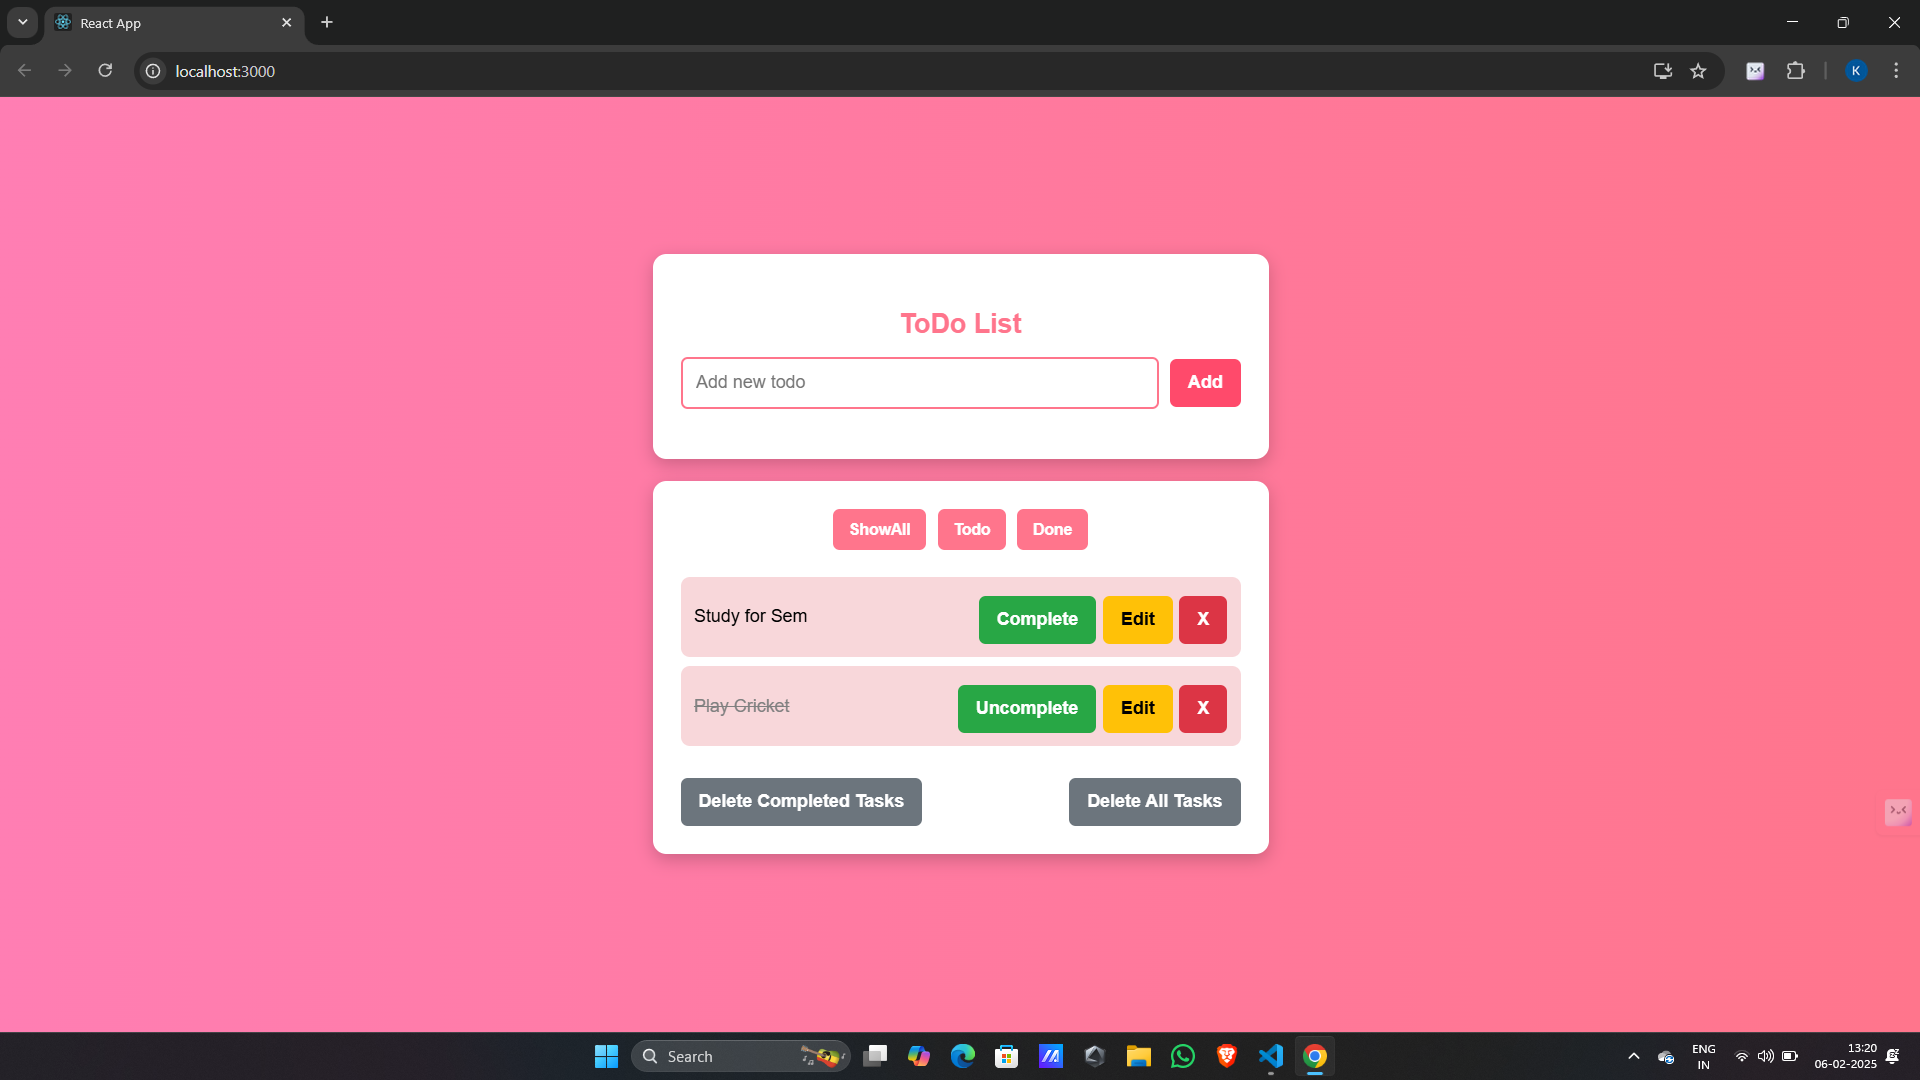 React App
localhost:3000
K
ToDo List
Add new todo
Add
ShowAll
Todo
Done
Study for Sem
Complete
Edit
X
Play Cricket
Uncomplete
Edit
X
Delete Completed Tasks
Delete All Tasks
Search
ENG
IN
13:20
06-02-2025